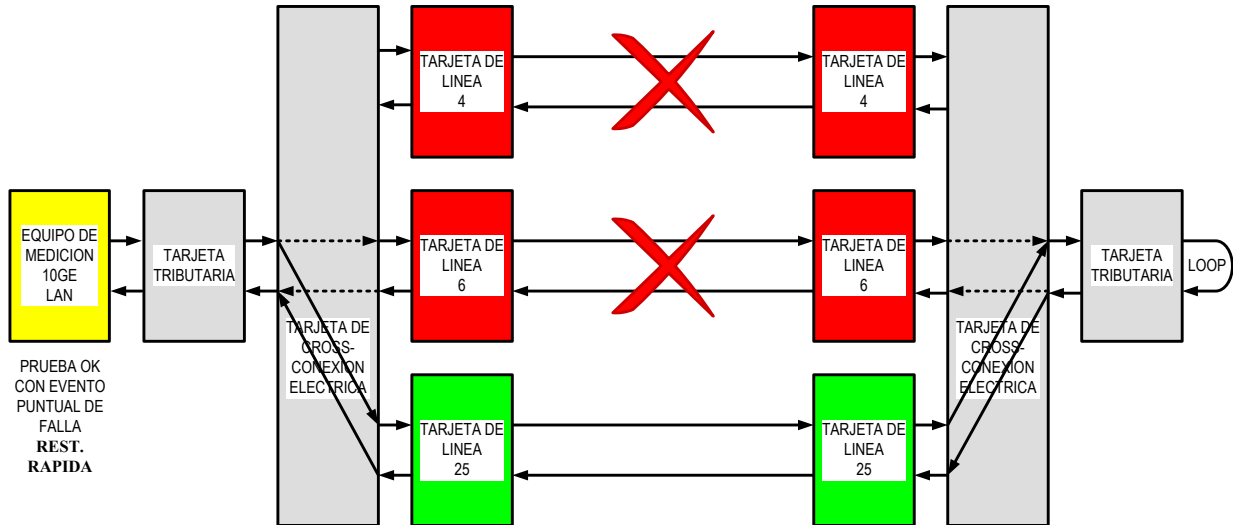 TARJETA DE
LINEA
4
TARJETA DE
LINEA
4
EQUIPO DE
MEDICION
10GE
LAN
TARJETA
TRIBUTARIA
TARJETA DE
LINEA
6
TARJETA DE
LINEA
6
TARJETA
TRIBUTARIA
LOOP
TARJETA DE
CROSS-
CONEXION
ELECTRICA
TARJETA DE
CROSS-
CONEXION
ELECTRICA
PRUEBA OK
CON EVENTO
PUNTUAL DE
FALLA
REST.
RAPIDA
TARJETA DE
LINEA
25
TARJETA DE
LINEA
25